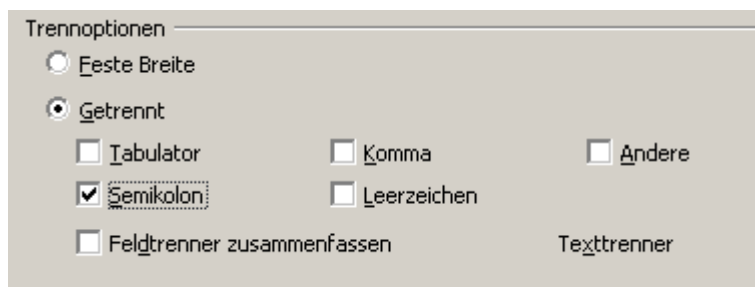 Trennoptionen
Feste Breite
Getrennt
Tabulator Komma Andere
Semikolon Leerzeichen
Feldtrenner zusammenfassen Texttrenner